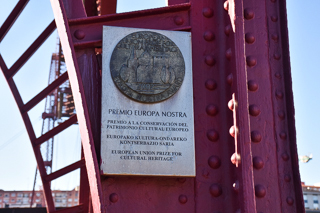 PREMIO EUROPA NOSTRA
PREMIO A LA CONSERVACIÓN DEL
PATRIMONIO CULTURAL EUROPEO
EUROPAKO KULTURA-ONDAREKO
KONTSERBAZIO SARIA
EUROPEAN UNION PRIZE FOR
CULTURAL HERITAGE